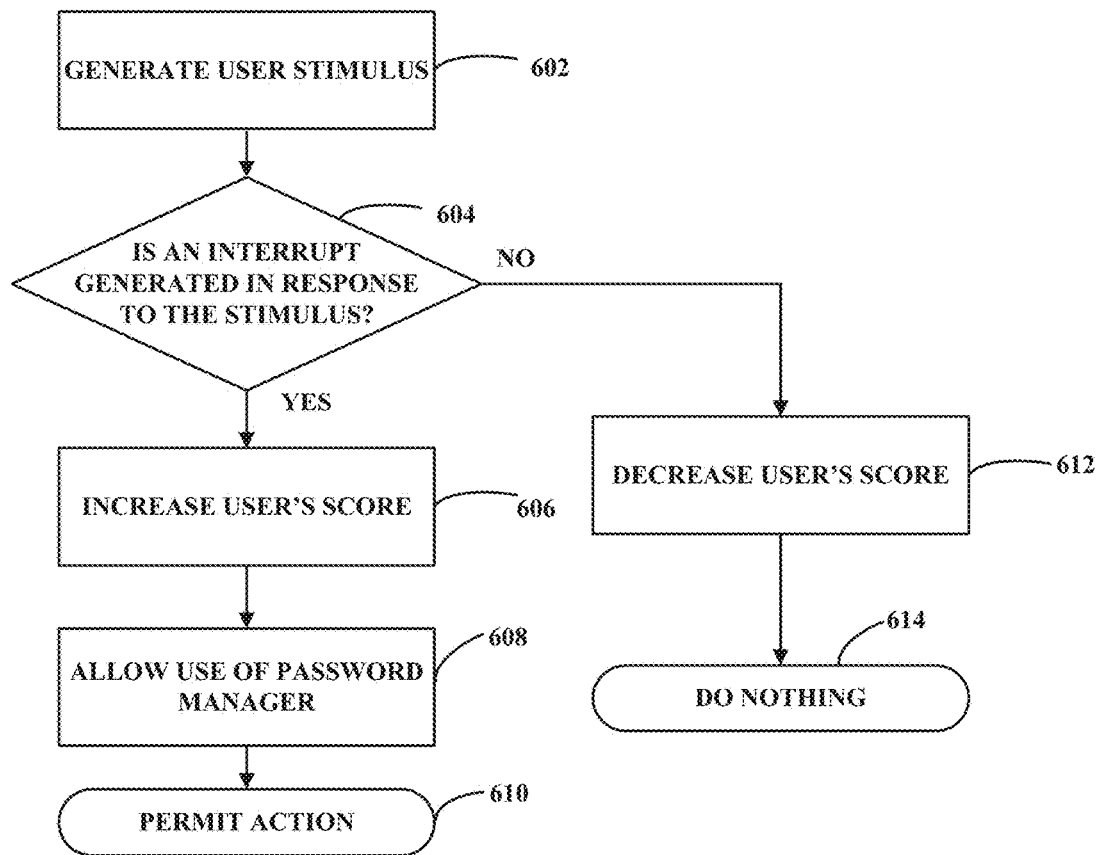 GENERATE USER STIMULUS
602
604
IS AN INTERRUPT
GENERATED IN RESPONSE
TO THE STIMULUS?
NO
YES
INCREASE USER'S SCORE
606
DECREASE USER'S SCORE
612
ALLOW USE OF PASSWORD
MANAGER
608
614
DO NOTHING
PERMIT ACTION
610